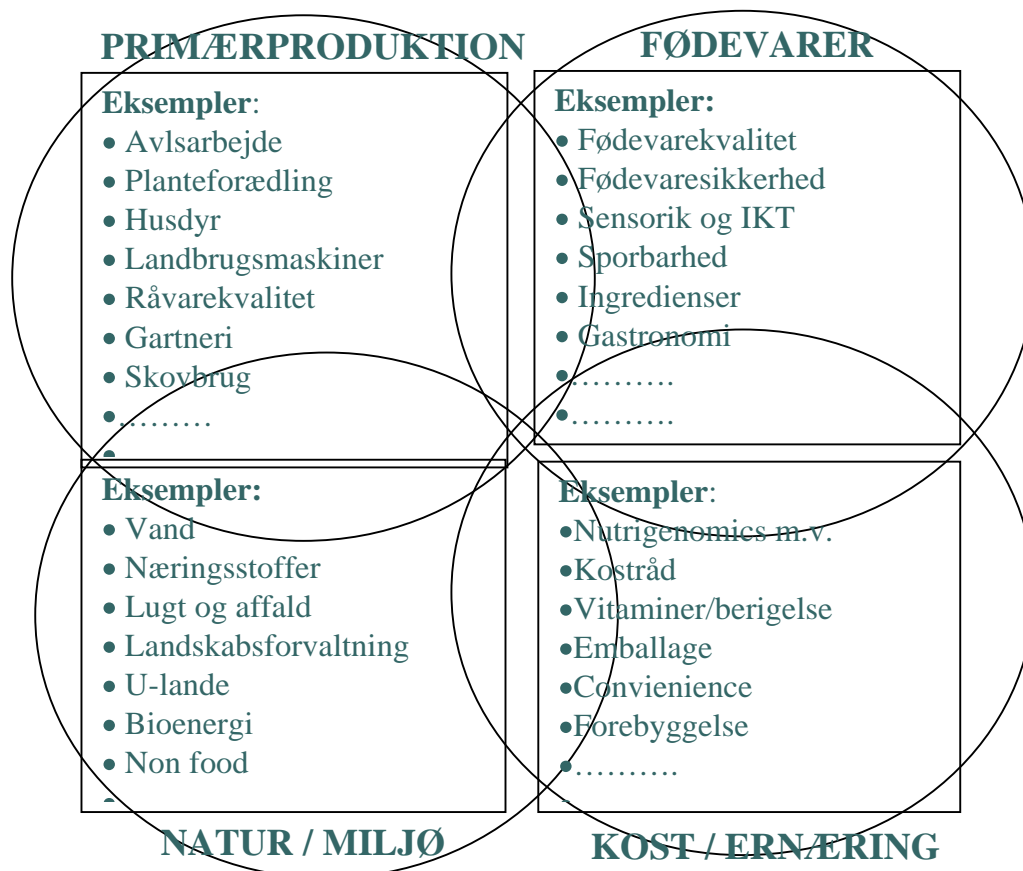 PRIMÆRPRODUKTION
Eksempler:
• Avlsarbejde
• Planteforædling
• Husdyr
• Landbrugsmaskiner
• Råvarekvalitet
• Gartneri
• Skovbrug
•………
•
FØDEVARER
Eksempler:
• Fødevarekvalitet
• Fødevaresikkerhed
• Sensorik og IKT
• Sporbarhed
• Ingredienser
• Gastronomi
•……….
•……….
Eksempler:
• Vand
• Næringsstoffer
• Lugt og affald
• Landskabsforvaltning
• U-lande
• Bioenergi
• Non food
•
NATUR / MILJØ
Eksempler:
•Nutrigenomics m.v.
•Kostråd
•Vitaminer/berigelse
•Emballage
•Convienience
•Forebyggelse
•……….
•
KOST / ERNÆRING